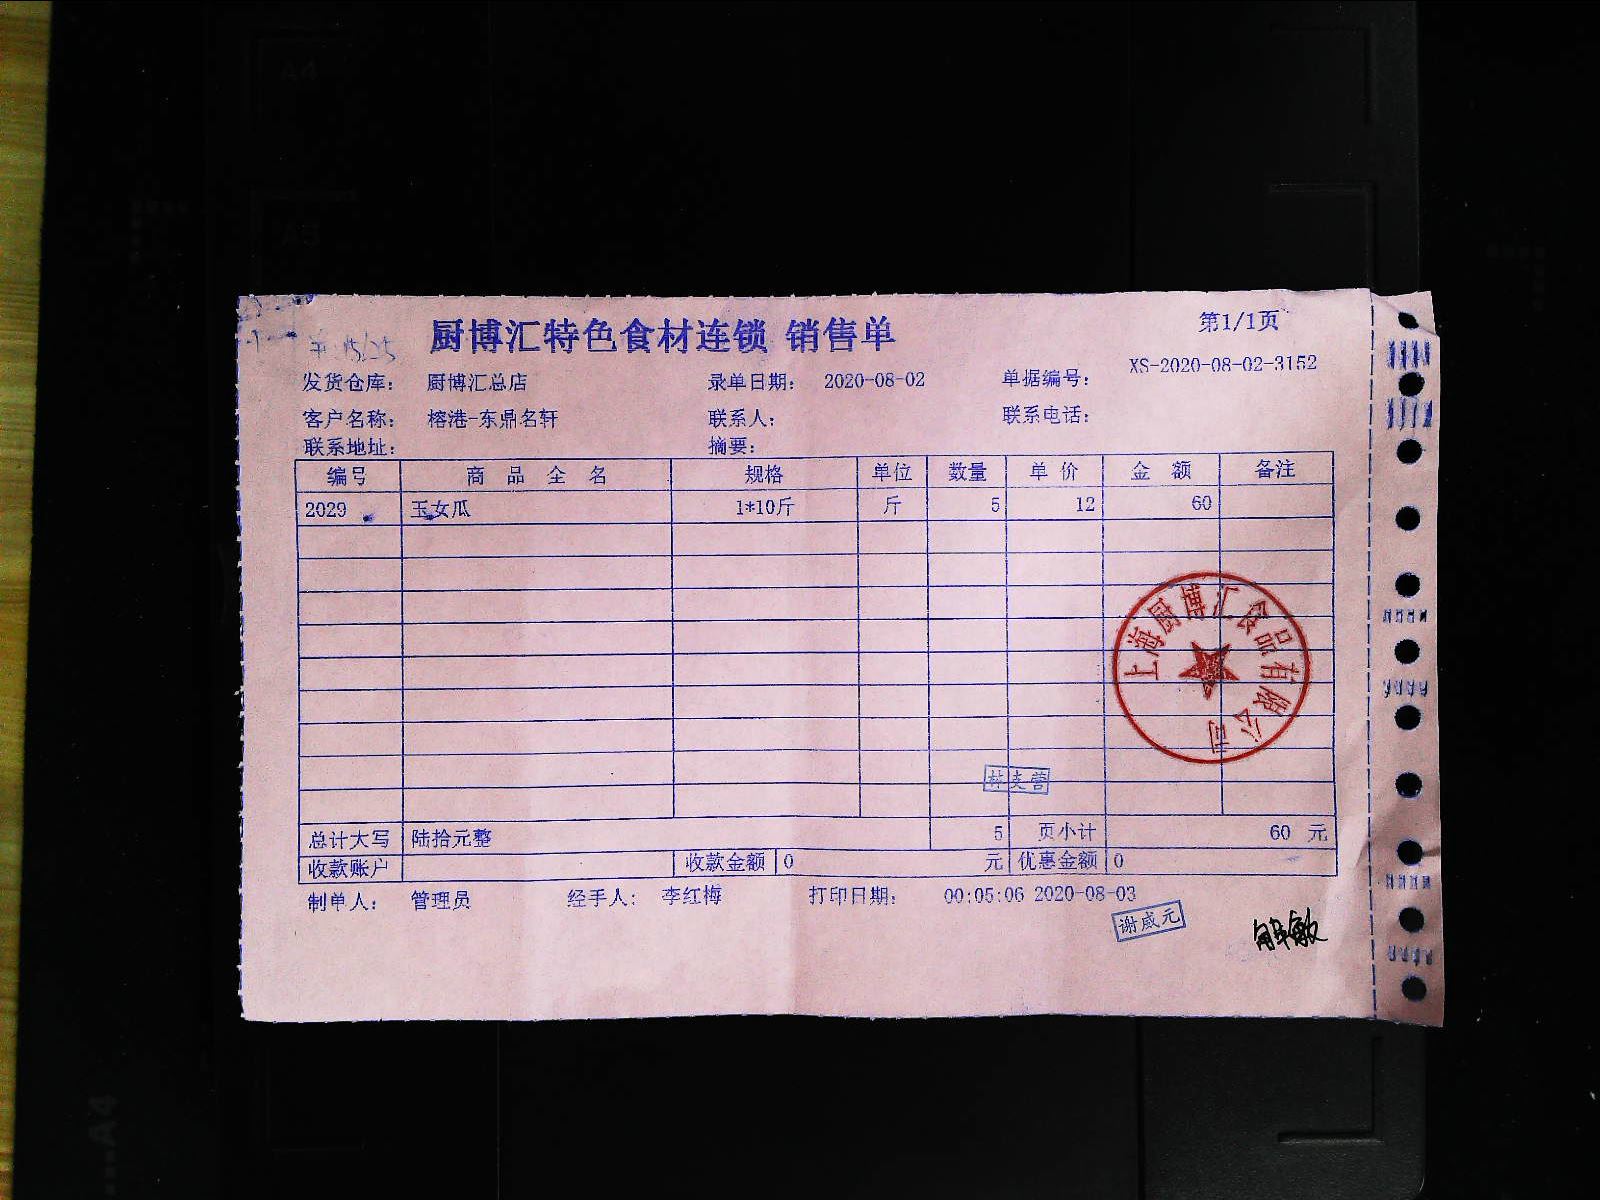 厨博汇特色食材连锁 销售单
第1/1页
发货仓库： 厨博汇总店 录单日期： 2020-08-02 单据编号： XS-2020-08-02-3152
客户名称： 榕港-东鼎名轩 联系人： 联系电话：
联系地址： 摘要：
编号 商品全名 规格 单位 数量 单价 金额 备注
2029 玉女瓜 1*10斤 斤 5 12 60
上海厨博汇食品有限公司
总计大写 陆拾元整 5 页小计 60 元
收款账户 收款金额 0 元 优惠金额 0
制单人： 管理员 经手人： 李红梅 打印日期： 00:05:06 2020-08-03
谢威元
解敏
A4